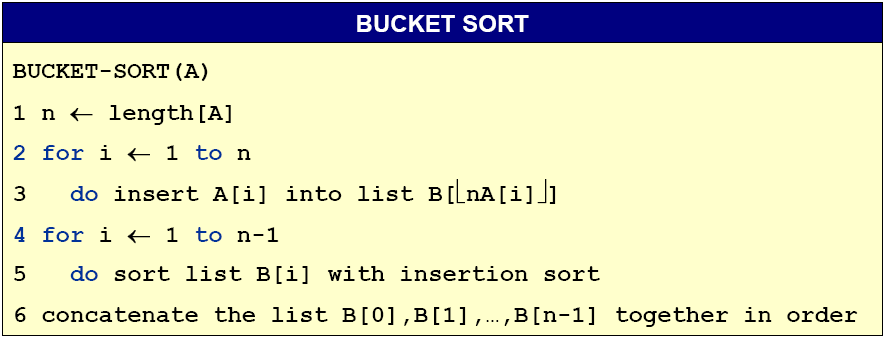 BUCKET SORT
BUCKET-SORT(A)
1 n ← length[A]
2 for i ← 1 to n
3 do insert A[i] into list B[⌊nA[i]⌋]
4 for i ← 1 to n-1
5 do sort list B[i] with insertion sort
6 concatenate the list B[0],B[1],…,B[n-1] together in order